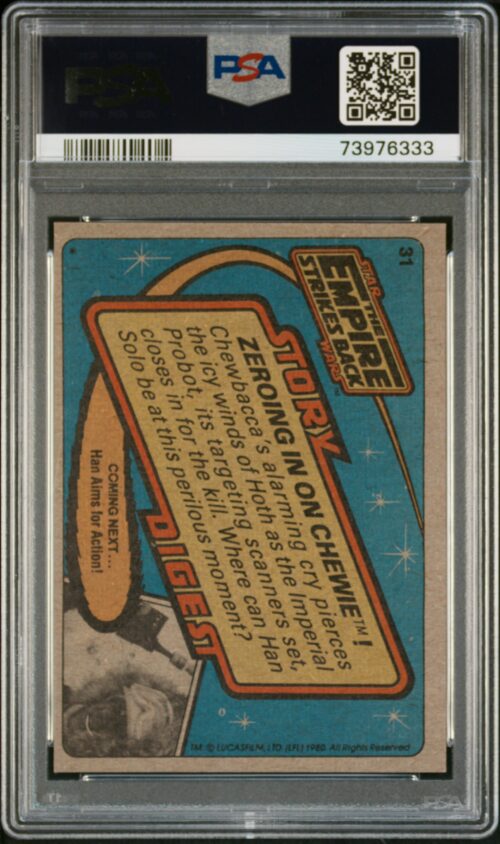 PSA
PSA
73976333
31
STAR
THE
EMPIRE
STRIKES BACK
WARS™
STORY
ZEROING IN ON CHEWIE™!
Chewbacca's alarming cry pierces
the icy winds of Hoth as the Imperial
Probot, its targeting scanners set,
closes in for the kill. Where can Han
Solo be at this perilous moment?
DIGEST
COMING NEXT...
Han Aims for Action!
TM: © LUCASFILM, LTD. (LFL) 1980. All Rights Reserved
PSA